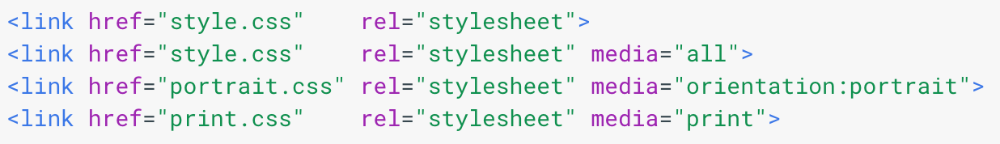 <link href="style.css"    rel="stylesheet">
<link href="style.css"    rel="stylesheet" media="all">
<link href="portrait.css" rel="stylesheet" media="orientation:portrait">
<link href="print.css"    rel="stylesheet" media="print">